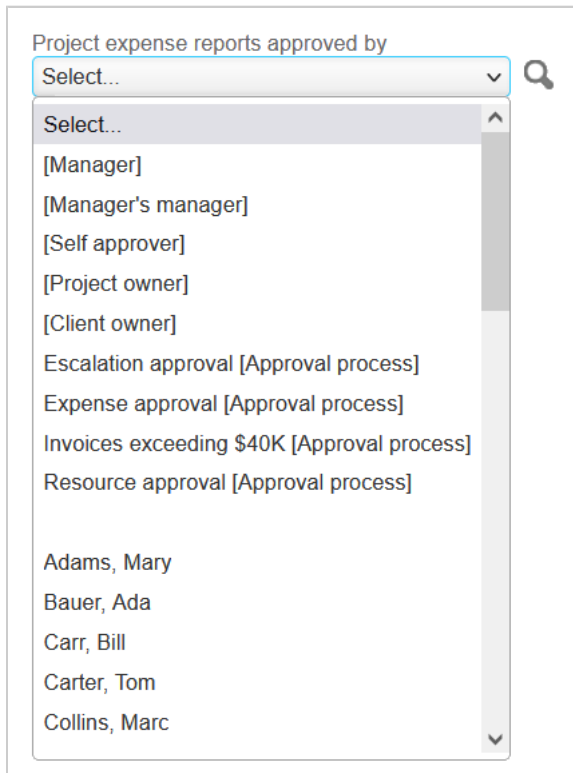 Project expense reports approved by
Select...
Select...
[Manager]
[Manager's manager]
[Self approver]
[Project owner]
[Client owner]
Escalation approval [Approval process]
Expense approval [Approval process]
Invoices exceeding $40K [Approval process]
Resource approval [Approval process]
Adams, Mary
Bauer, Ada
Carr, Bill
Carter, Tom
Collins, Marc